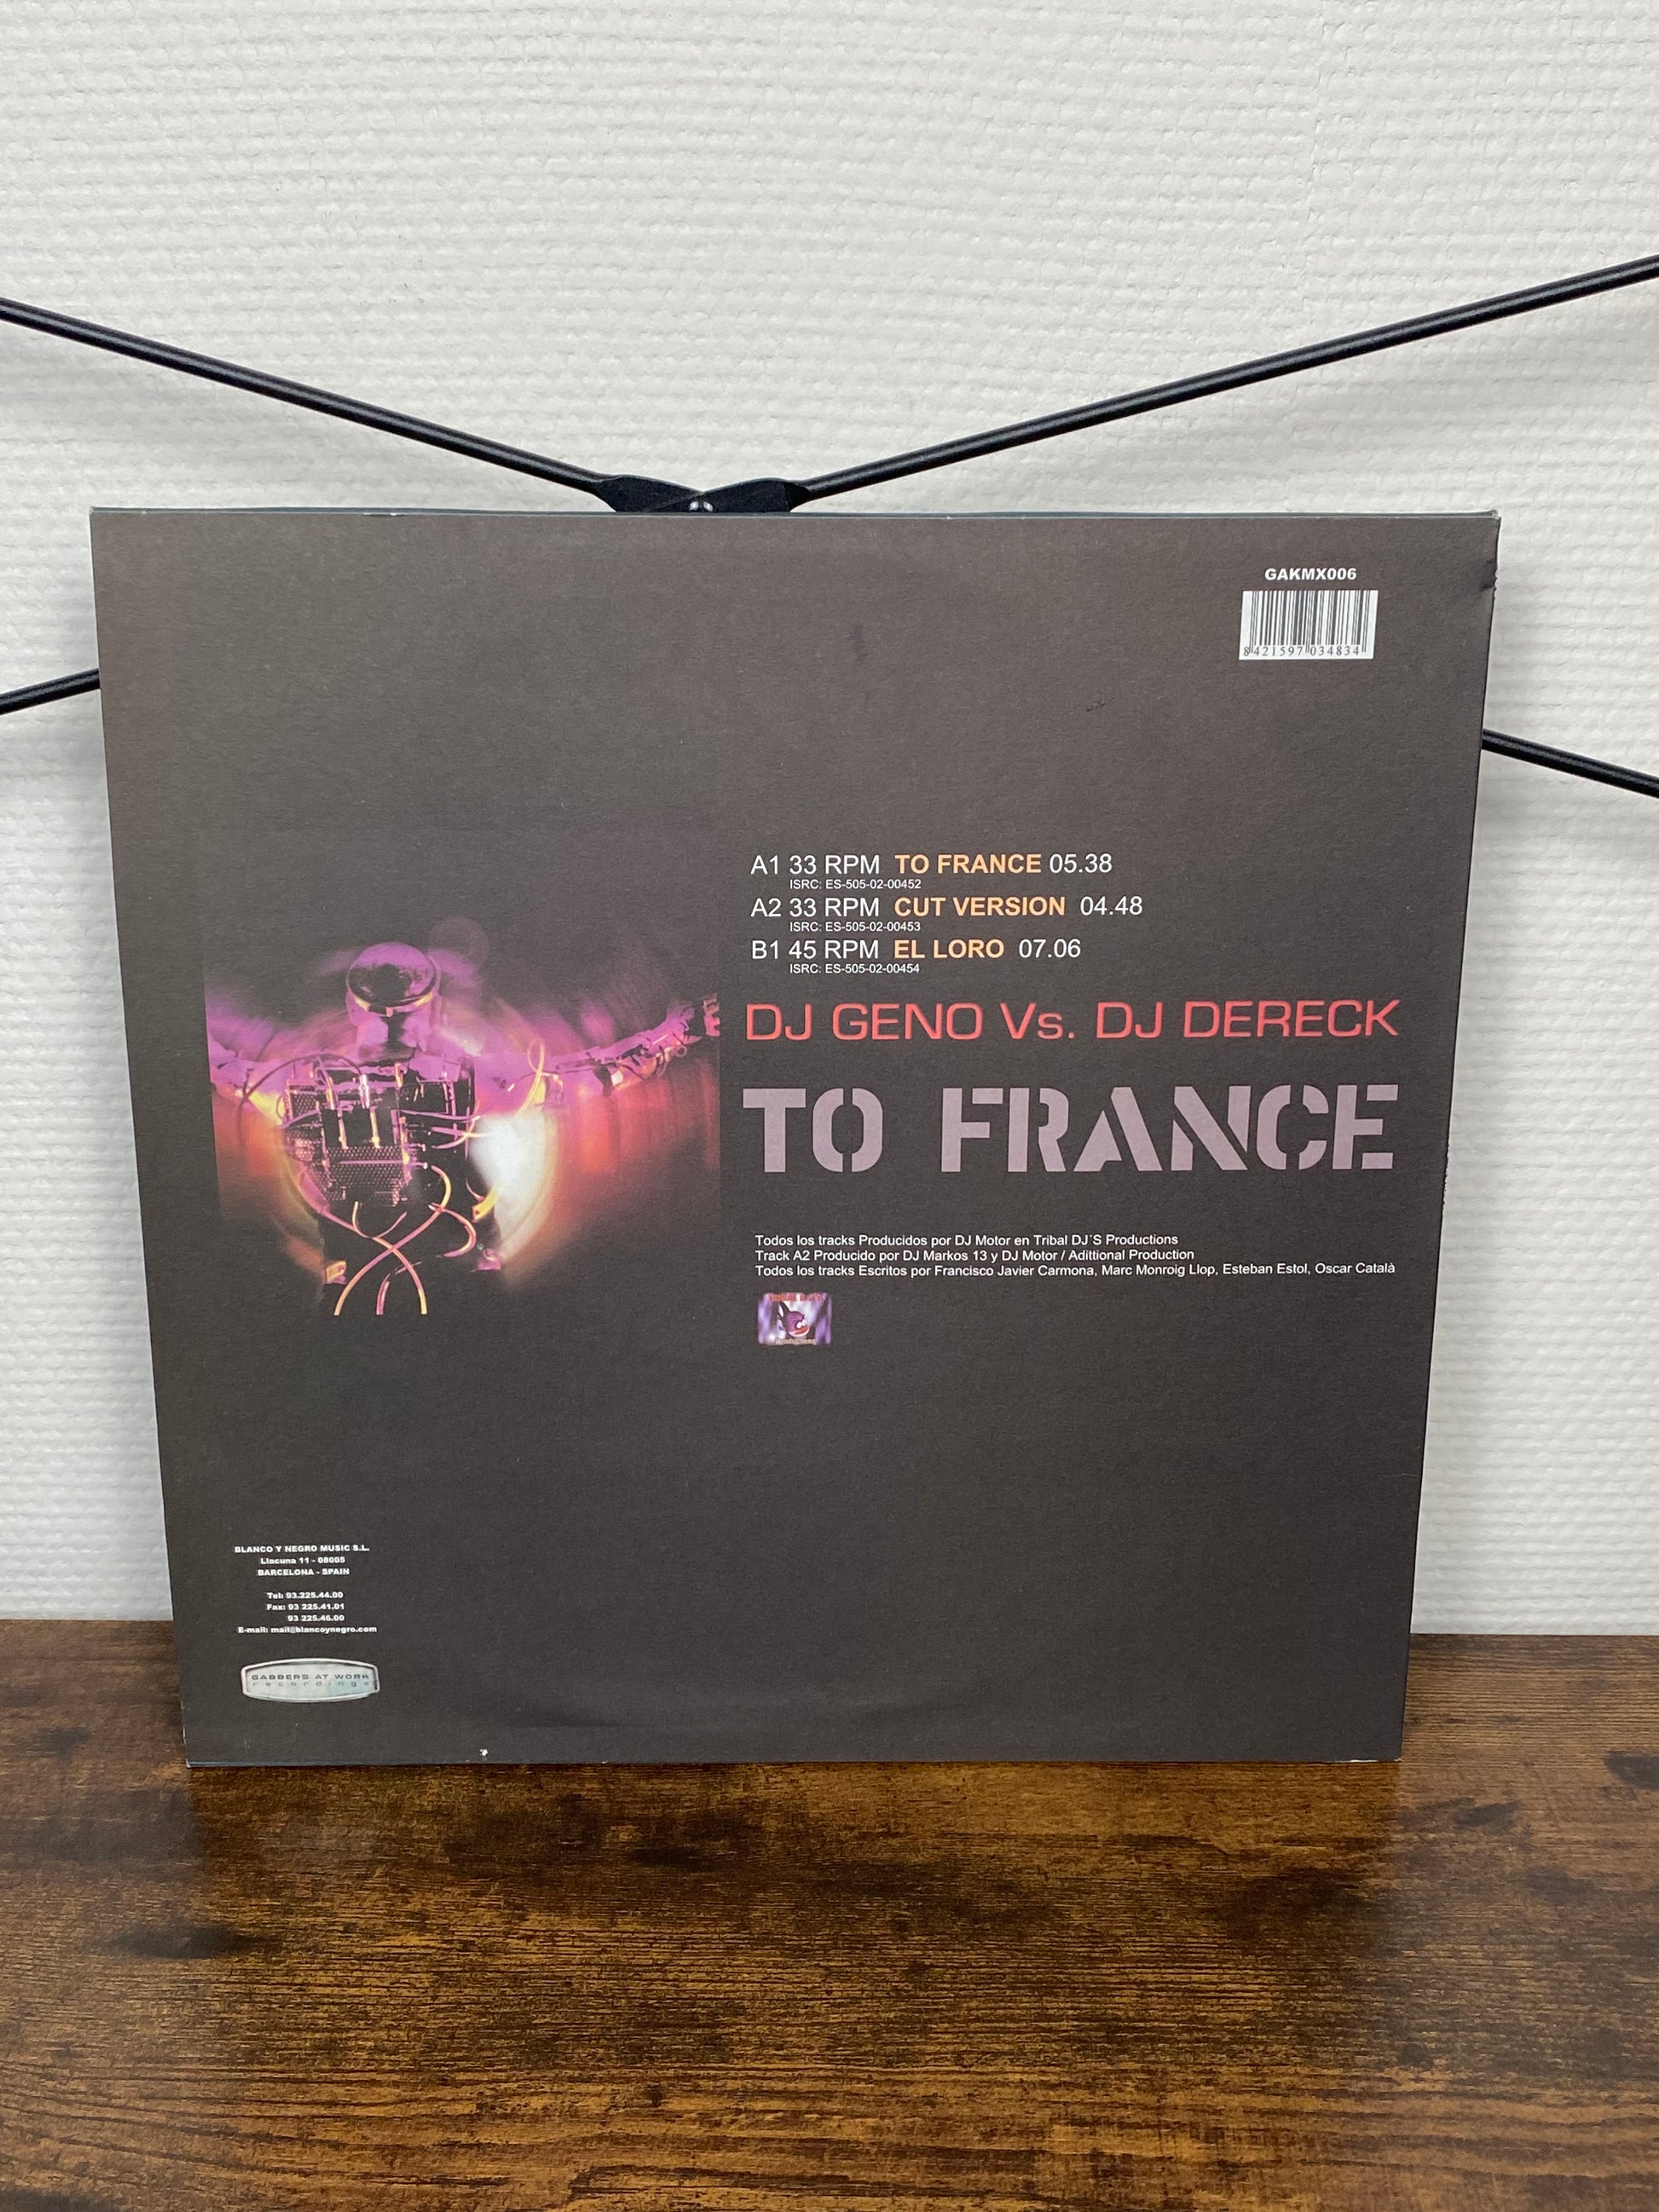 GAKMX006
8 421597 034834
A1 33 RPM TO FRANCE 05.38
ISRC: ES-505-02-00452
A2 33 RPM CUT VERSION 04.48
ISRC: ES-505-02-00453
B1 45 RPM EL LORO 07.06
ISRC: ES-505-02-00454
DJ GENO Vs. DJ DERECK
TO FRANCE
Todos los tracks Producidos por DJ Motor en Tribal DJ´S Productions
Track A2 Producido por DJ Markos 13 y DJ Motor / Adittional Production
Todos los tracks Escritos por Francisco Javier Carmona, Marc Monroig Llop, Esteban Estol, Oscar Català
BLANCO Y NEGRO MUSIC S.L.
Llacuna 11 - 08005
BARCELONA - SPAIN
Tel: 93.225.44.00
Fax: 93 225.41.01
93 225.46.00
E-mail: mail@blancoynegro.com
GABBERS AT WORK
recordings